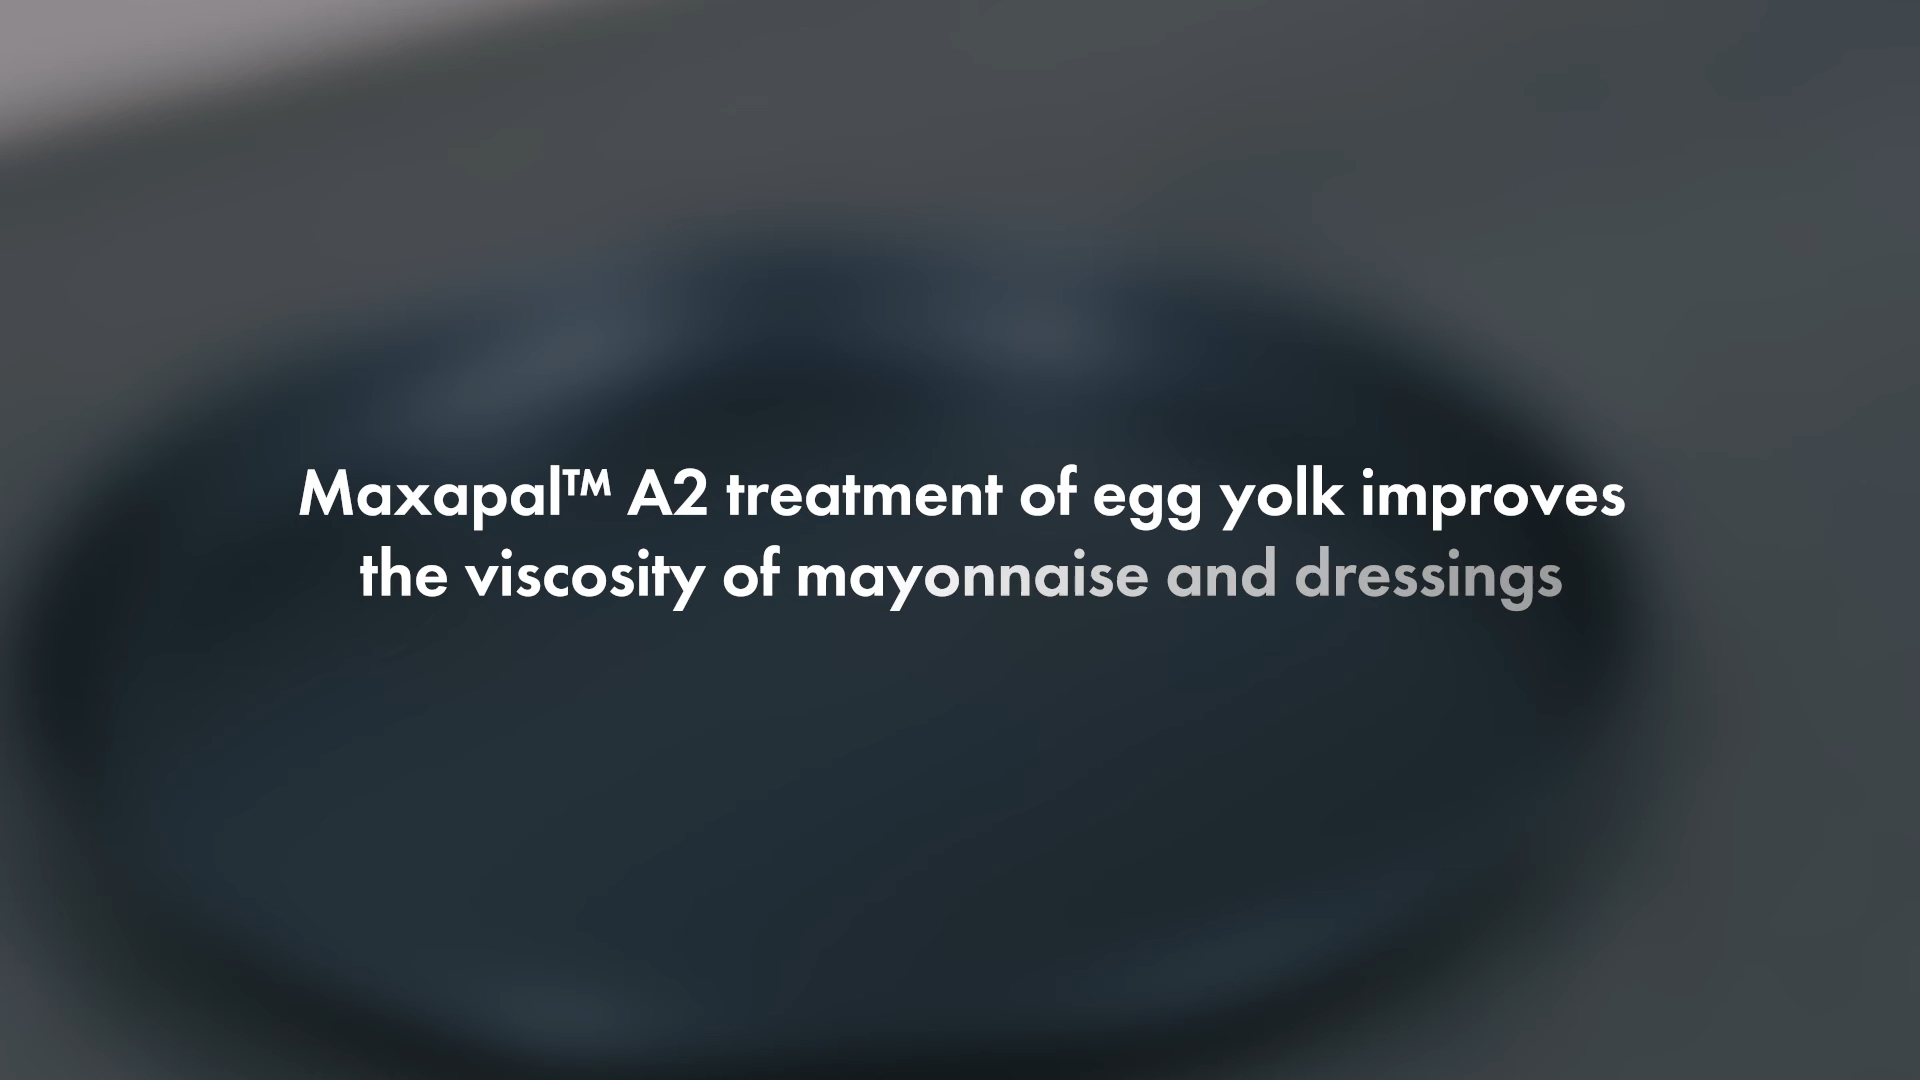 Maxapal™ A2 treatment of egg yolk improves
the viscosity of mayonnaise and dressings